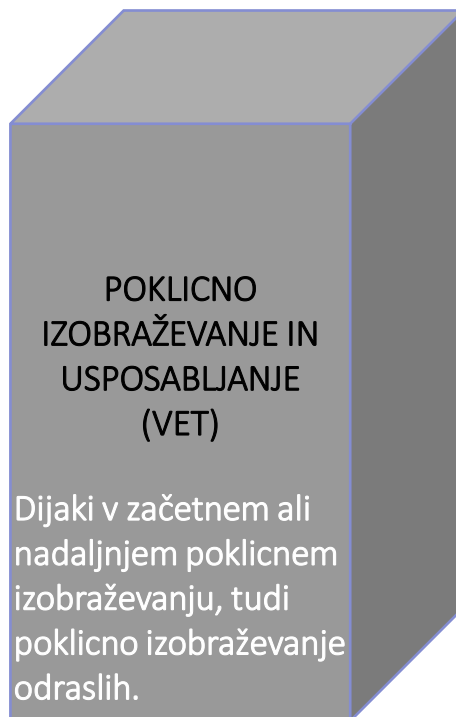 POKLICNO
IZOBRAŽEVANJE IN
USPOSABLJANJE
(VET)
Dijaki v začetnem ali
nadaljnjem poklicnem
izobraževanju, tudi
poklicno izobraževanje
odraslih.